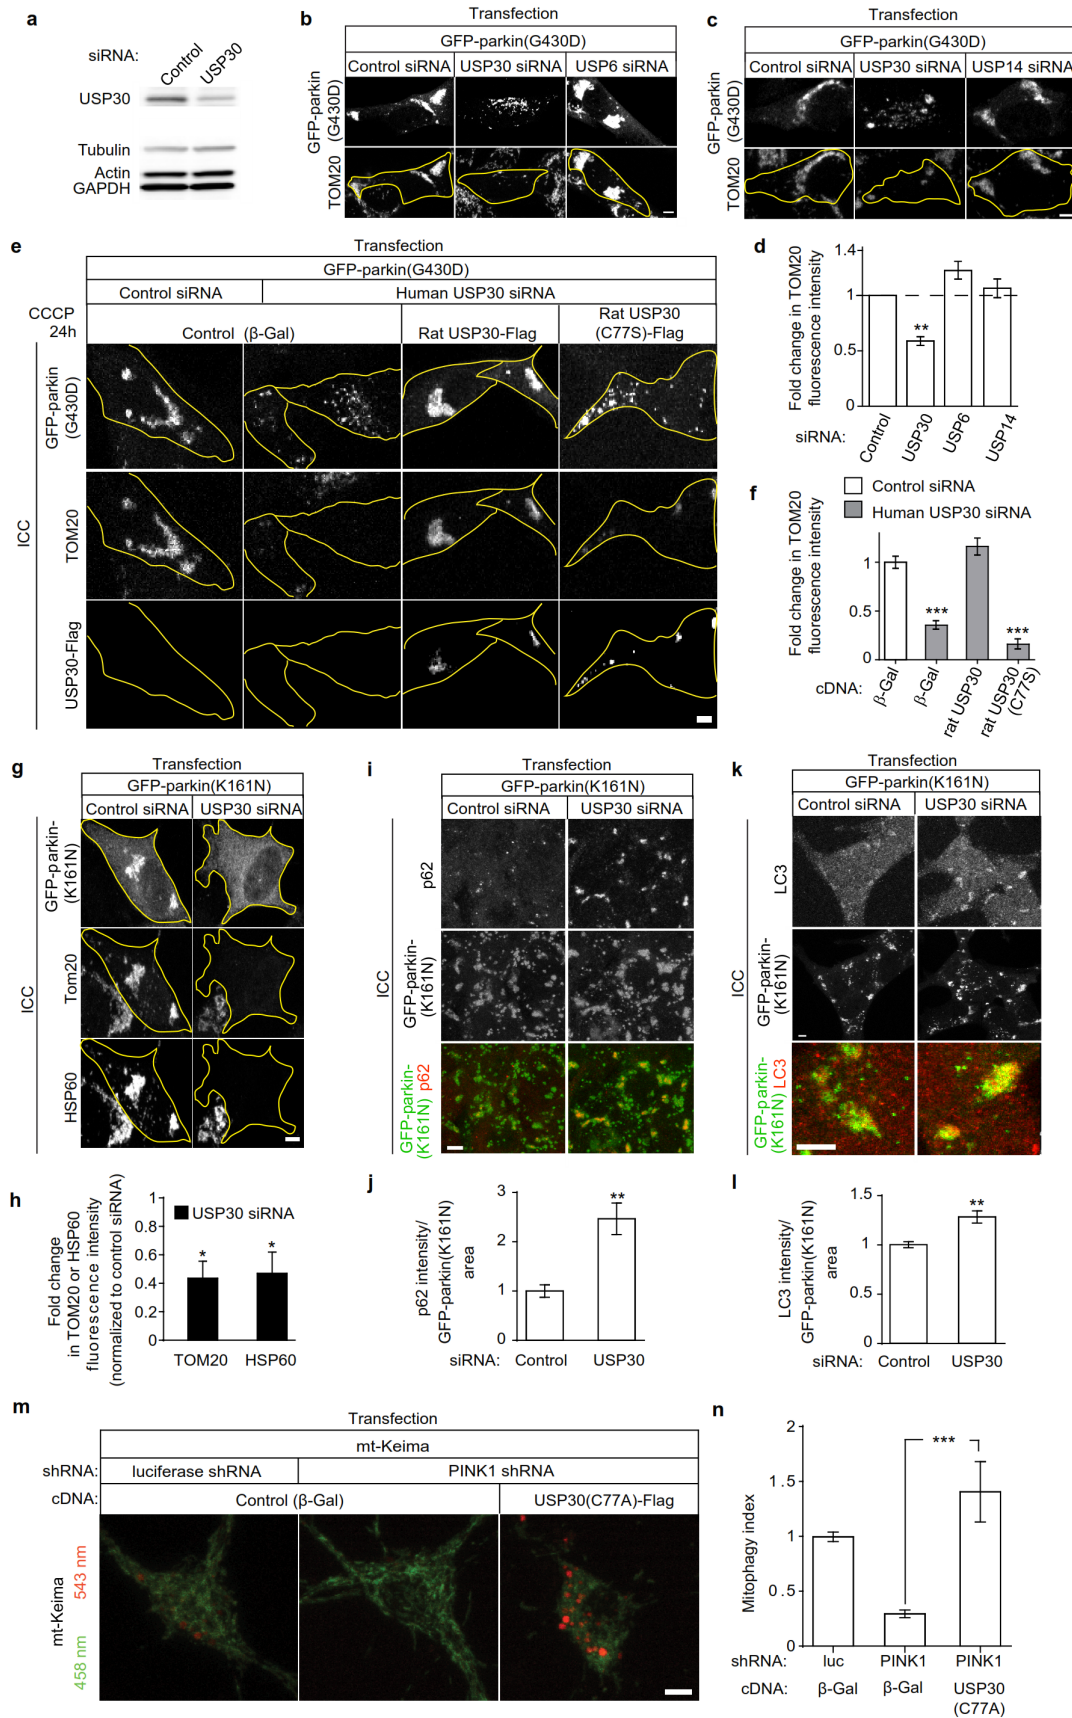 a
siRNA:
Control
USP30
USP30
Tubulin
Actin
GAPDH
b
Transfection
GFP-parkin(G430D)
Control siRNA
USP30 siRNA
USP6 siRNA
GFP-parkin
(G430D)
TOM20
c
Transfection
GFP-parkin(G430D)
Control siRNA
USP30 siRNA
USP14 siRNA
GFP-parkin
(G430D)
TOM20
d
Fold change in TOM20
fluorescence intensity
1.4
1
0.5
0
**
siRNA:
Control
USP30
USP6
USP14
e
Transfection
GFP-parkin(G430D)
Control siRNA
Human USP30 siRNA
CCCP
24h
Control (β-Gal)
Rat USP30-Flag
Rat USP30
(C77S)-Flag
ICC
GFP-parkin
(G430D)
TOM20
USP30-Flag
f
Control siRNA
Human USP30 siRNA
Fold change in TOM20
fluorescence intensity
1
0.5
0
***
***
cDNA:
β-Gal
β-Gal
rat USP30
rat USP30
(C77S)
g
Transfection
GFP-parkin(K161N)
Control siRNA
USP30 siRNA
ICC
GFP-parkin-
(K161N)
Tom20
HSP60
h
Fold change
in TOM20 or HSP60
fluorescence intensity
(normalized to control siRNA)
1
0.8
0.6
0.4
0.2
0
USP30 siRNA
*
*
TOM20
HSP60
i
Transfection
GFP-parkin(K161N)
Control siRNA
USP30 siRNA
ICC
p62
GFP-parkin-
(K161N)
GFP-parkin-
(K161N) p62
j
p62 intensity/
GFP-parkin(K161N)
area
3
2
1
0
**
siRNA:
Control
USP30
k
Transfection
GFP-parkin(K161N)
Control siRNA
USP30 siRNA
ICC
LC3
GFP-parkin-
(K161N)
GFP-parkin-
(K161N) LC3
l
LC3 intensity/
GFP-parkin(K161N)
area
1.5
1
0.5
0
**
siRNA:
Control
USP30
m
Transfection
mt-Keima
shRNA:
luciferase shRNA
PINK1 shRNA
cDNA:
Control (β-Gal)
USP30(C77A)-Flag
mt-Keima
458 nm 543 nm
n
Mitophagy index
2
1.5
1
0.5
0
***
shRNA:
luc
PINK1
PINK1
cDNA:
β-Gal
β-Gal
USP30
(C77A)